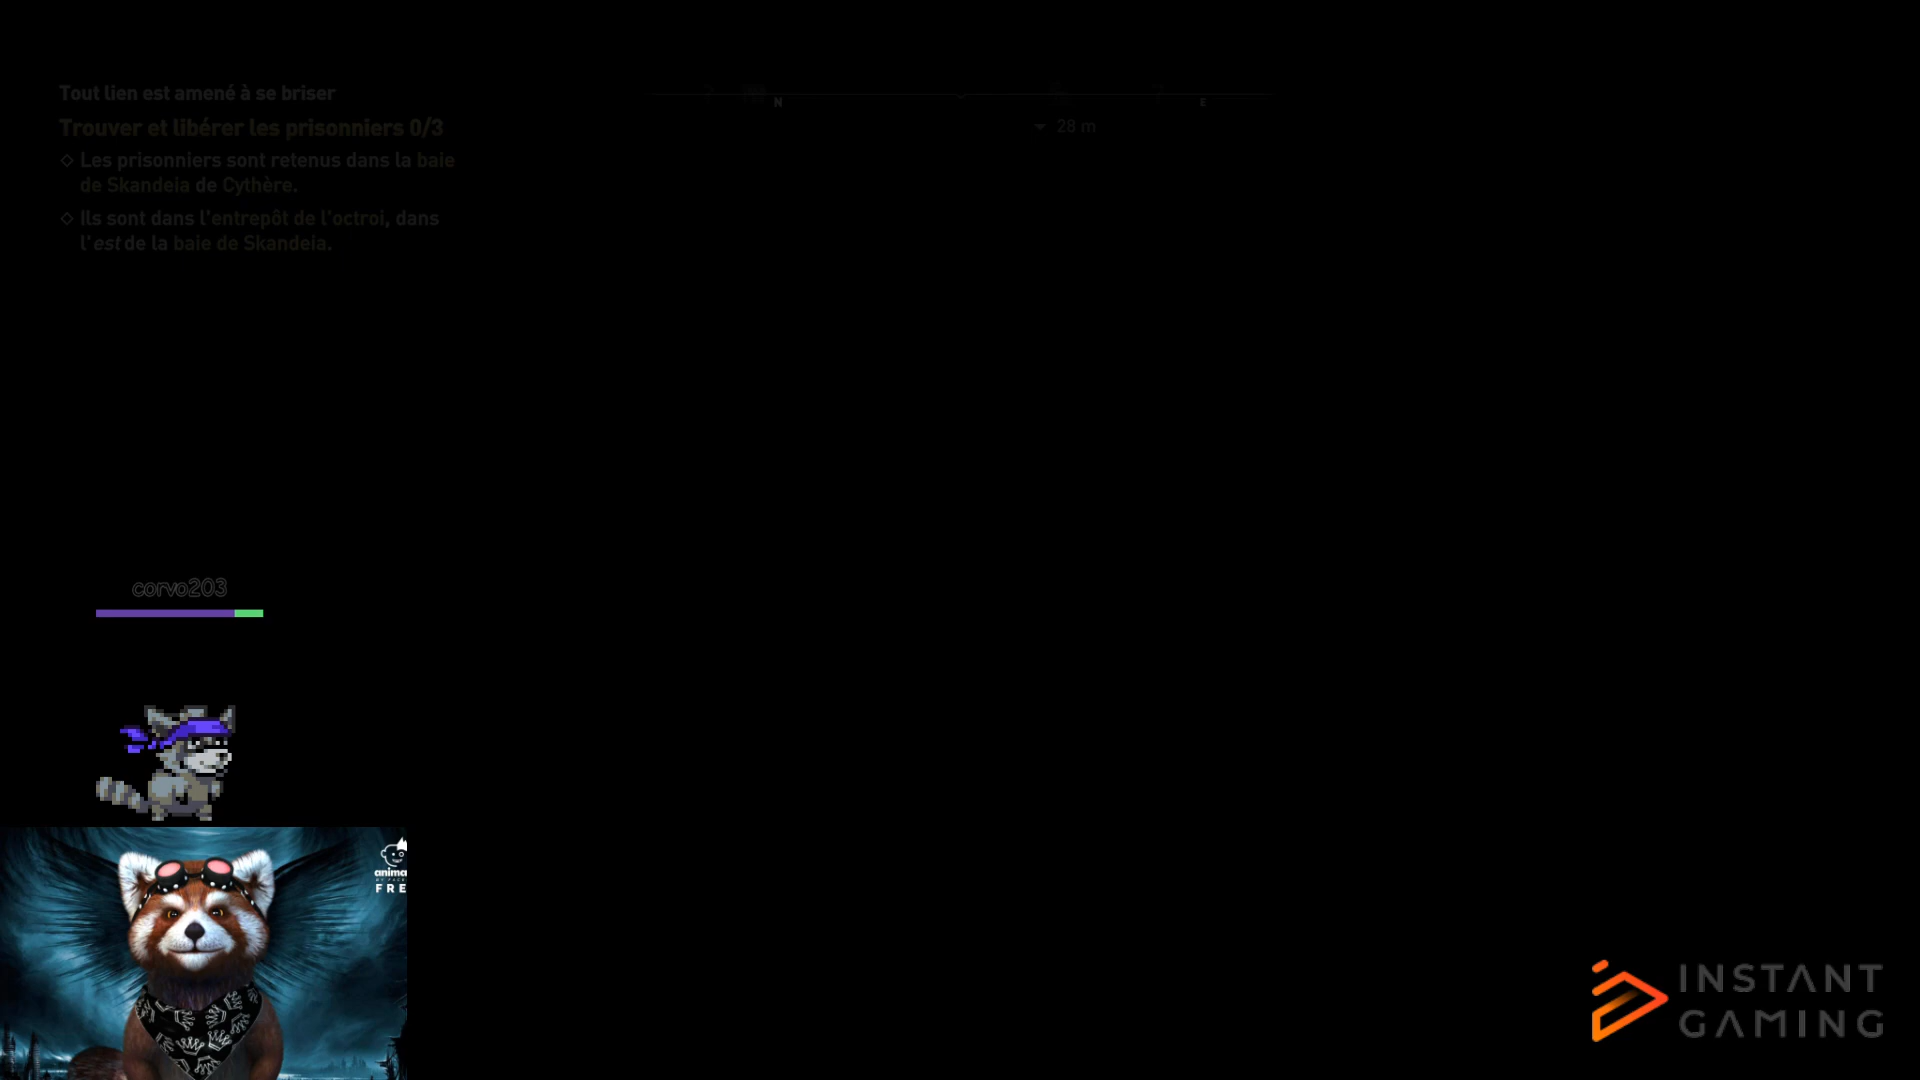 Tout lien est amené à se briser
Trouver et libérer les prisonniers 0/3
◇ Les prisonniers sont retenus dans la baie
de Skandeia de Cythère.
◇ Ils sont dans l'entrepôt de l'octroi, dans
l'est de la baie de Skandeia.
N
E
28 m
corvo203
anima
FRE
INSTANT
GAMING